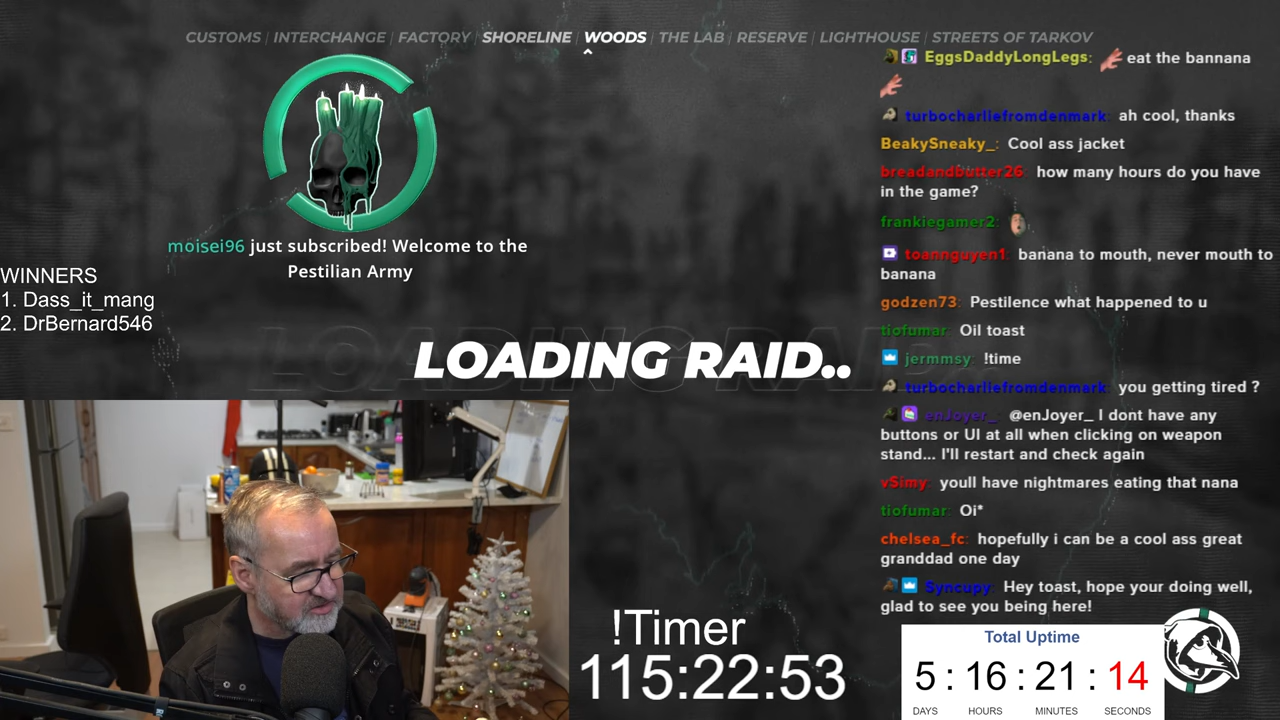 CUSTOMS | INTERCHANGE | FACTORY | SHORELINE | WOODS | THE LAB | RESERVE | LIGHTHOUSE | STREETS OF TARKOV
moisei96 just subscribed! Welcome to the
Pestilian Army
WINNERS
1. Dass_it_mang
2. DrBernard546
LOADING RAID..
EggsDaddyLongLegs: eat the bannana
turbocharliefromdenmark: ah cool, thanks
BeakySneaky_: Cool ass jacket
breadandbutter26: how many hours do you have
in the game?
frankiegamer2:
toannguyen1: banana to mouth, never mouth to
banana
godzen73: Pestilence what happened to u
tiofumar: Oil toast
jermmsy: !time
turbocharliefromdenmark: you getting tired ?
enJoyer_: @enJoyer_ I dont have any
buttons or UI at all when clicking on weapon
stand... I'll restart and check again
vSimy: youll have nightmares eating that nana
tiofumar: Oi*
chelsea_fc: hopefully i can be a cool ass great
granddad one day
Syncupy: Hey toast, hope your doing well,
glad to see you being here!
!Timer
115:22:53
Total Uptime
5 : 16 : 21 : 14
DAYS HOURS MINUTES SECONDS